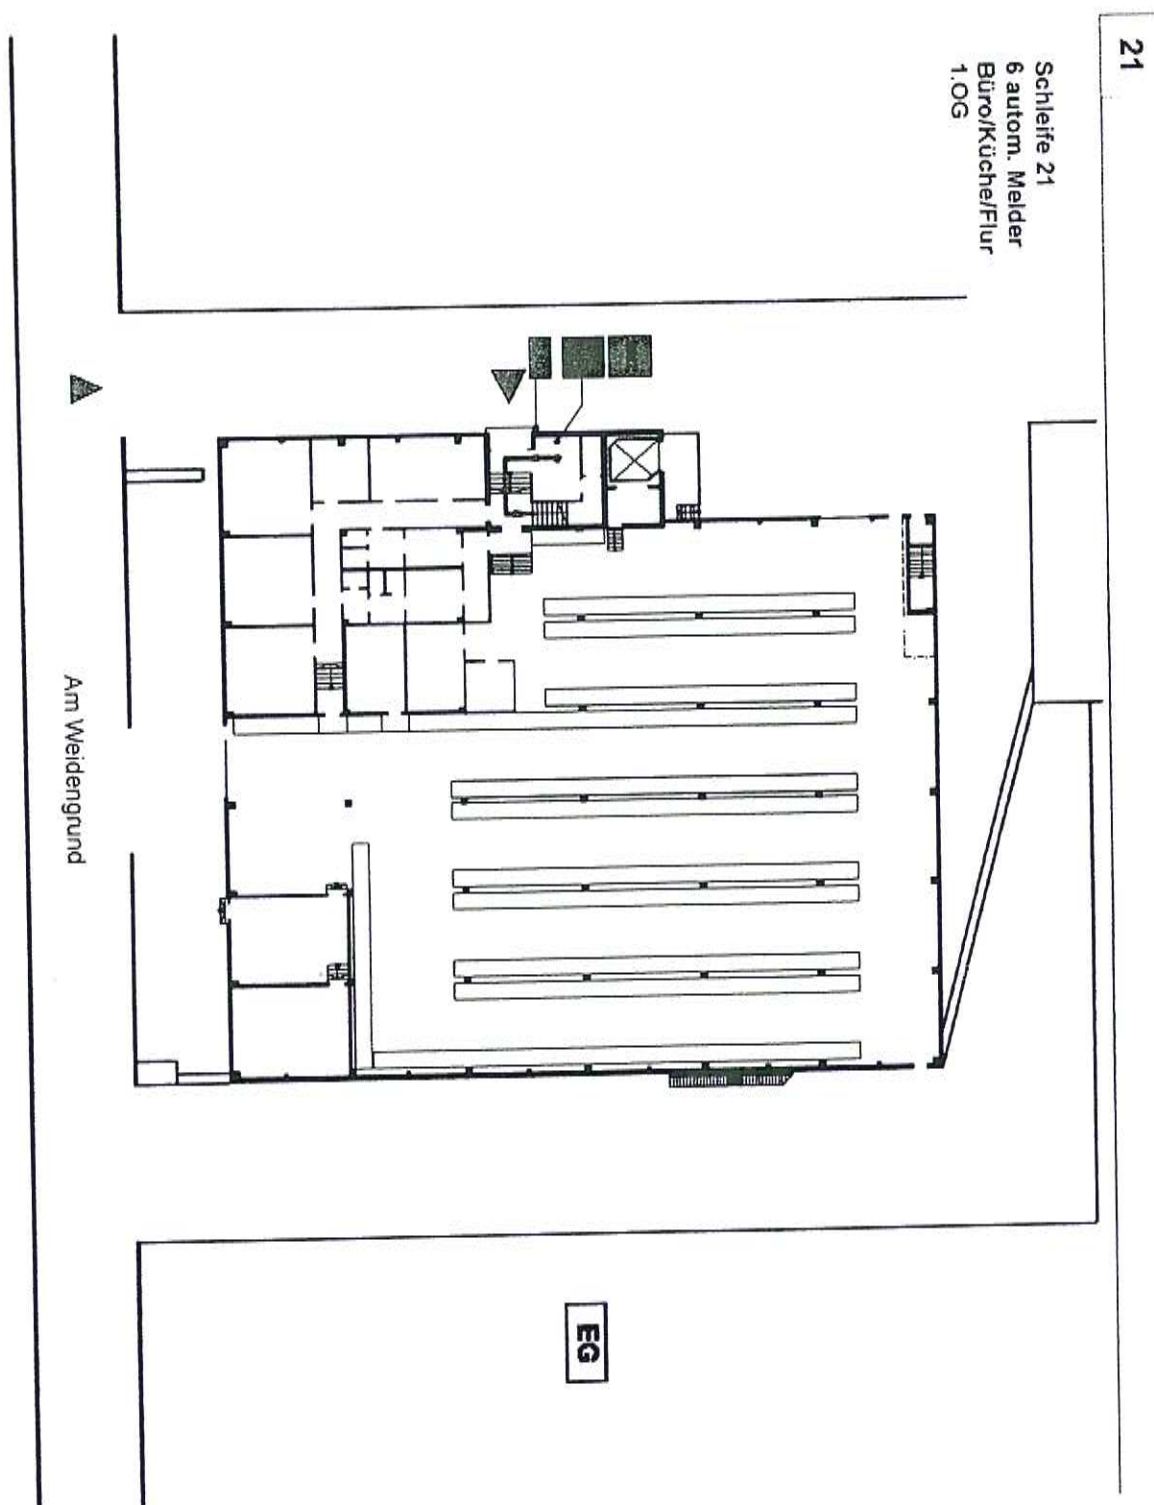 21
Schleife 21
6 autom. Melder
Büro/Küche/Flur
1.OG
Am Weidengrund
EG